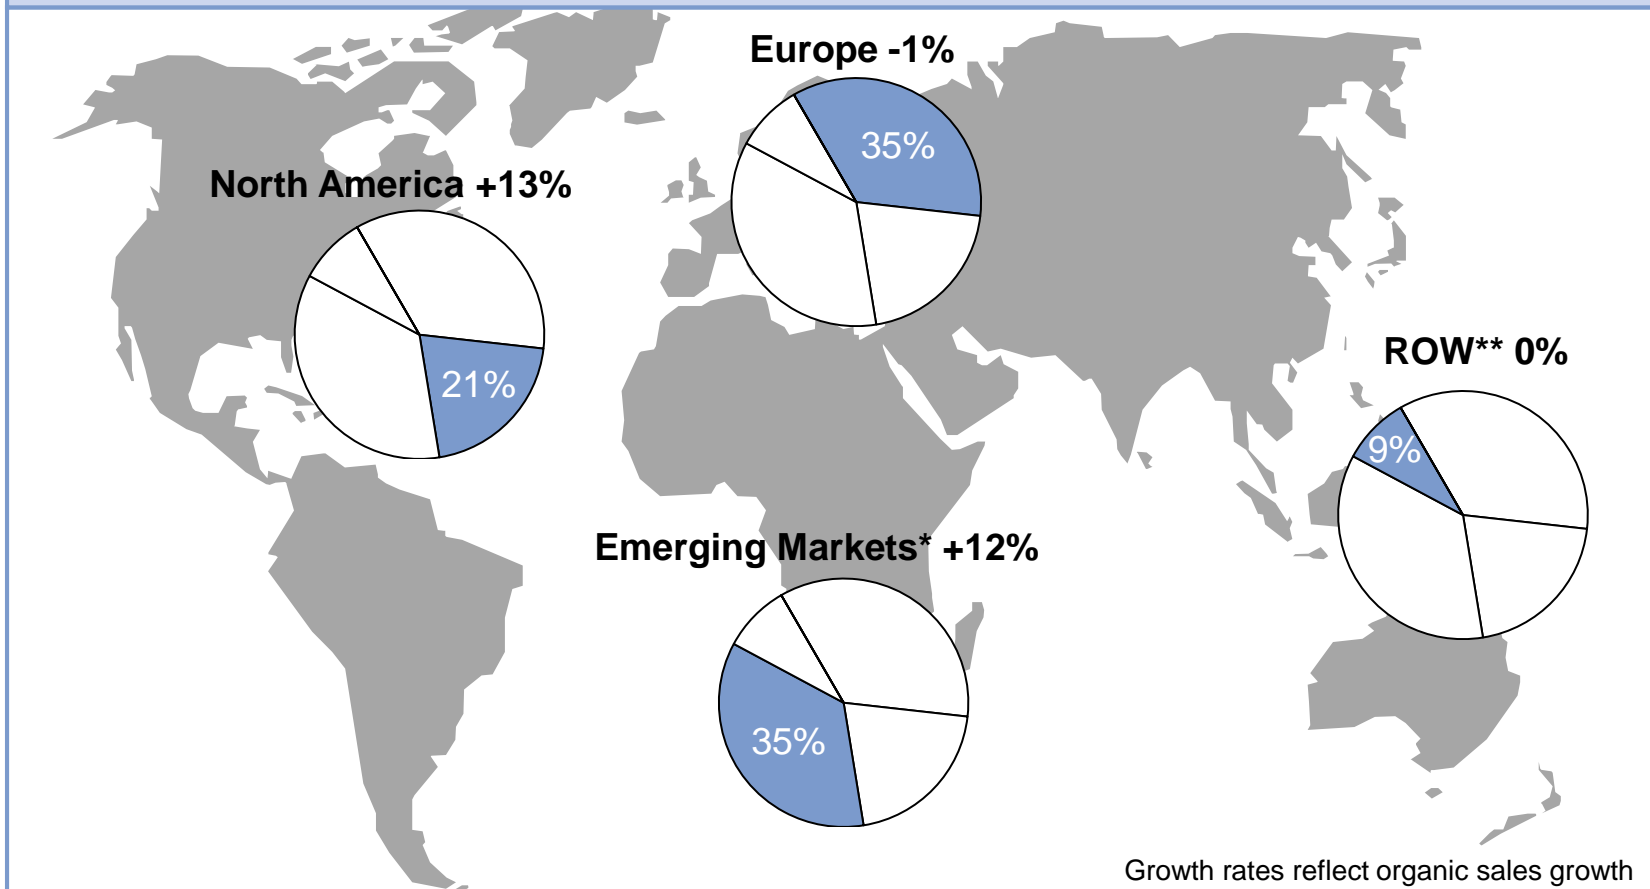 Europe -1%
35%
North America +13%
21%
ROW** 0%
9%
Emerging Markets* +12%
35%
Growth rates reflect organic sales growth